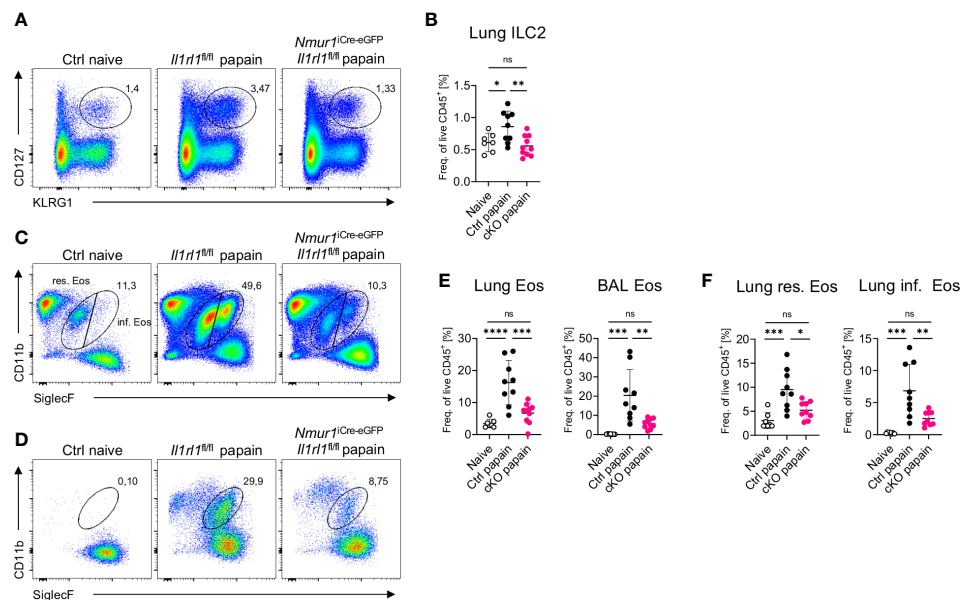 A
Ctrl naive
Il1rl1fl/fl papain
Nmur1iCre-eGFP
Il1rl1fl/fl papain
1,4
3,47
1,33
CD127
KLRG1
B
Lung ILC2
ns
* **
Freq. of live CD45+ [%]
1.5
1.0
0.5
0.0
Naive
Ctrl papain
cKO papain
C
Ctrl naive
Il1rl1fl/fl papain
Nmur1iCre-eGFP
Il1rl1fl/fl papain
res. Eos
11,3
inf. Eos
49,6
10,3
CD11b
SiglecF
D
Ctrl naive
Il1rl1fl/fl papain
Nmur1iCre-eGFP
Il1rl1fl/fl papain
0,10
29,9
8,75
CD11b
SiglecF
E
Lung Eos
ns
**** ***
Freq. of live CD45+ [%]
30
20
10
0
Naive
Ctrl papain
cKO papain
BAL Eos
ns
*** **
Freq. of live CD45+ [%]
50
40
30
20
10
0
Naive
Ctrl papain
cKO papain
F
Lung res. Eos
ns
*** *
Freq. of live CD45+ [%]
20
15
10
5
0
Naive
Ctrl papain
cKO papain
Lung inf. Eos
ns
*** **
Freq. of live CD45+ [%]
15
10
5
0
Naive
Ctrl papain
cKO papain